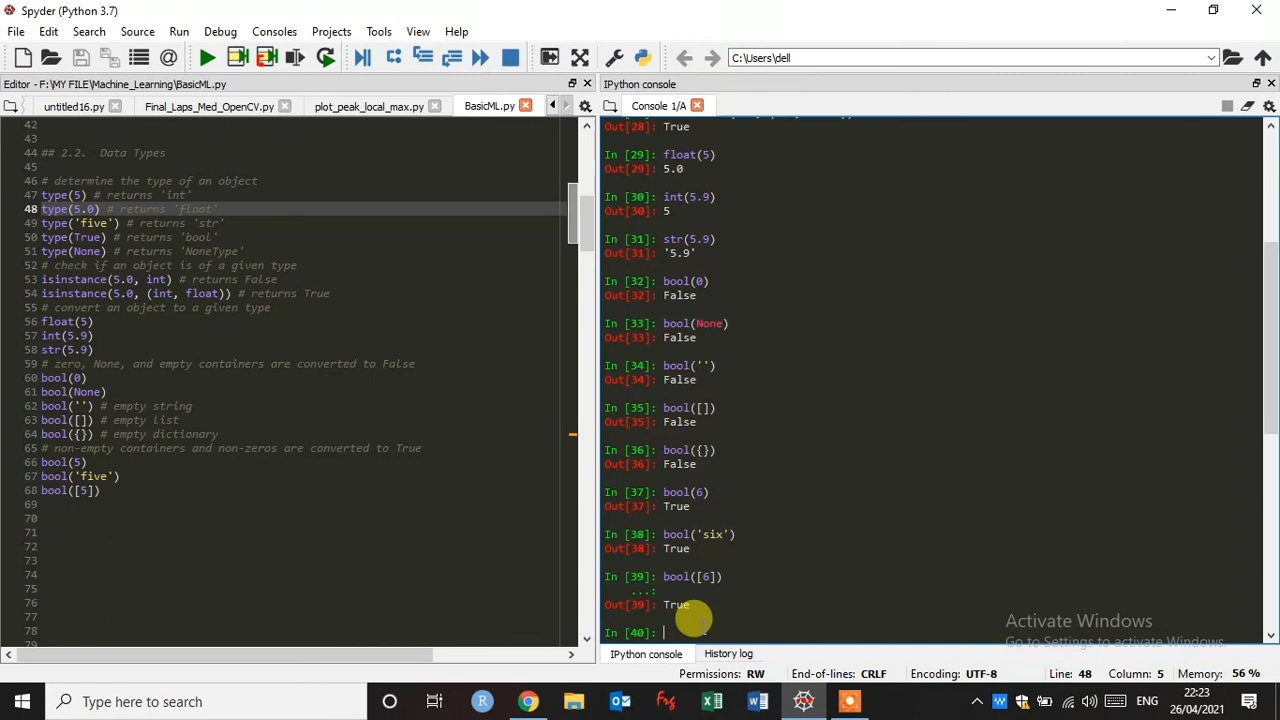 Spyder (Python 3.7)
File Edit Search Source Run Debug Consoles Projects Tools View Help
C:\Users\dell
Editor - F:\MY FILE\Machine_Learning\BasicML.py
untitled16.py Final_Laps_Med_OpenCV.py plot_peak_local_max.py BasicML.py
42
43
44 ## 2.2.  Data Types
45
46 # determine the type of an object
47 type(5) # returns 'int'
48 type(5.0) # returns 'float'
49 type('five') # returns 'str'
50 type(True) # returns 'bool'
51 type(None) # returns 'NoneType'
52 # check if an object is of a given type
53 isinstance(5.0, int) # returns False
54 isinstance(5.0, (int, float)) # returns True
55 # convert an object to a given type
56 float(5)
57 int(5.9)
58 str(5.9)
59 # zero, None, and empty containers are converted to False
60 bool(0)
61 bool(None)
62 bool('') # empty string
63 bool([]) # empty list
64 bool({}) # empty dictionary
65 # non-empty containers and non-zeros are converted to True
66 bool(5)
67 bool('five')
68 bool([5])
69
70
71
72
73
74
75
76
77
78
79
IPython console
Console 1/A
Out[28]: True
In [29]: float(5)
Out[29]: 5.0
In [30]: int(5.9)
Out[30]: 5
In [31]: str(5.9)
Out[31]: '5.9'
In [32]: bool(0)
Out[32]: False
In [33]: bool(None)
Out[33]: False
In [34]: bool('')
Out[34]: False
In [35]: bool([])
Out[35]: False
In [36]: bool({})
Out[36]: False
In [37]: bool(6)
Out[37]: True
In [38]: bool('six')
Out[38]: True
In [39]: bool([6])
...:
Out[39]: True
In [40]:
Activate Windows
Go to Settings to activate Windows.
IPython console History log
Permissions: RW End-of-lines: CRLF Encoding: UTF-8 Line: 48 Column: 5 Memory: 56 %
Type here to search
ENG
22:23
26/04/2021